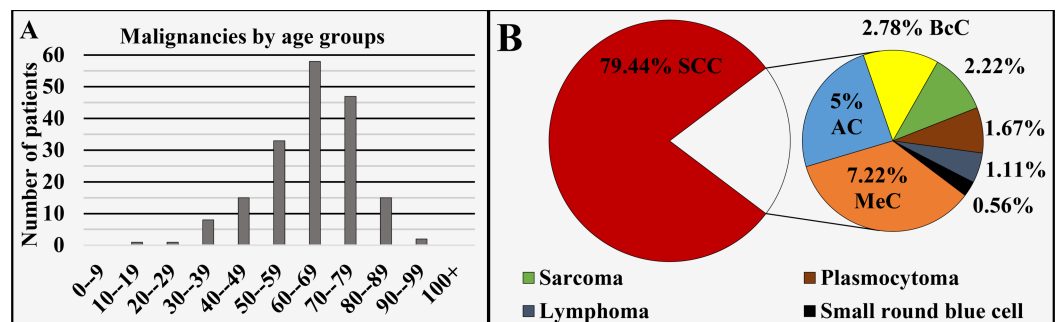 A
Malignancies by age groups
Number of patients
60
50
40
30
20
10
0
0--9
10--19
20--29
30--39
40--49
50--59
60--69
70--79
80--89
90--99
100+
B
79.44% SCC
2.78% BcC
2.22%
5%
AC
1.67%
1.11%
7.22%
MeC
0.56%
Sarcoma
Plasmocytoma
Lymphoma
Small round blue cell